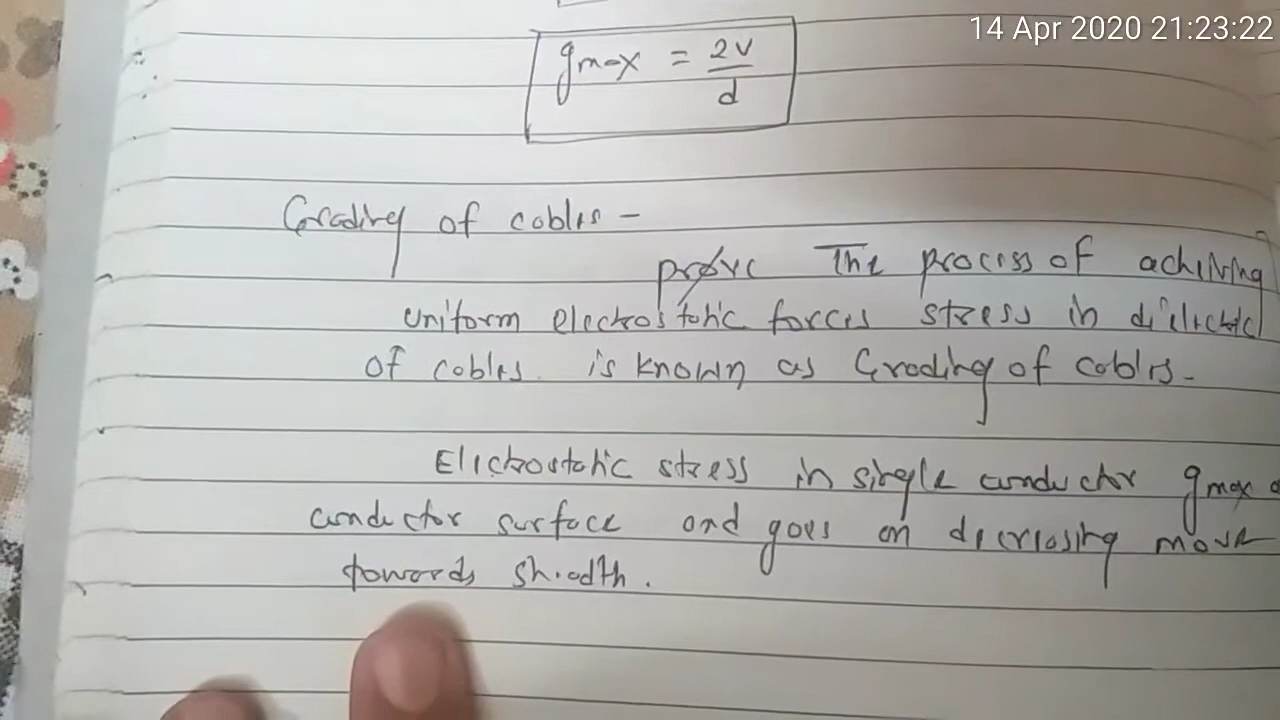 14 Apr 2020 21:23:22
gmax = 2V/d
Grading of cables -
The process of achiving
uniform electrostatic forces stress in dielectric
of cables. is known as Grading of cables -
Electrostatic stress in single conductor gmax
conductor surface and goes on decreasing move
towards sheadth.